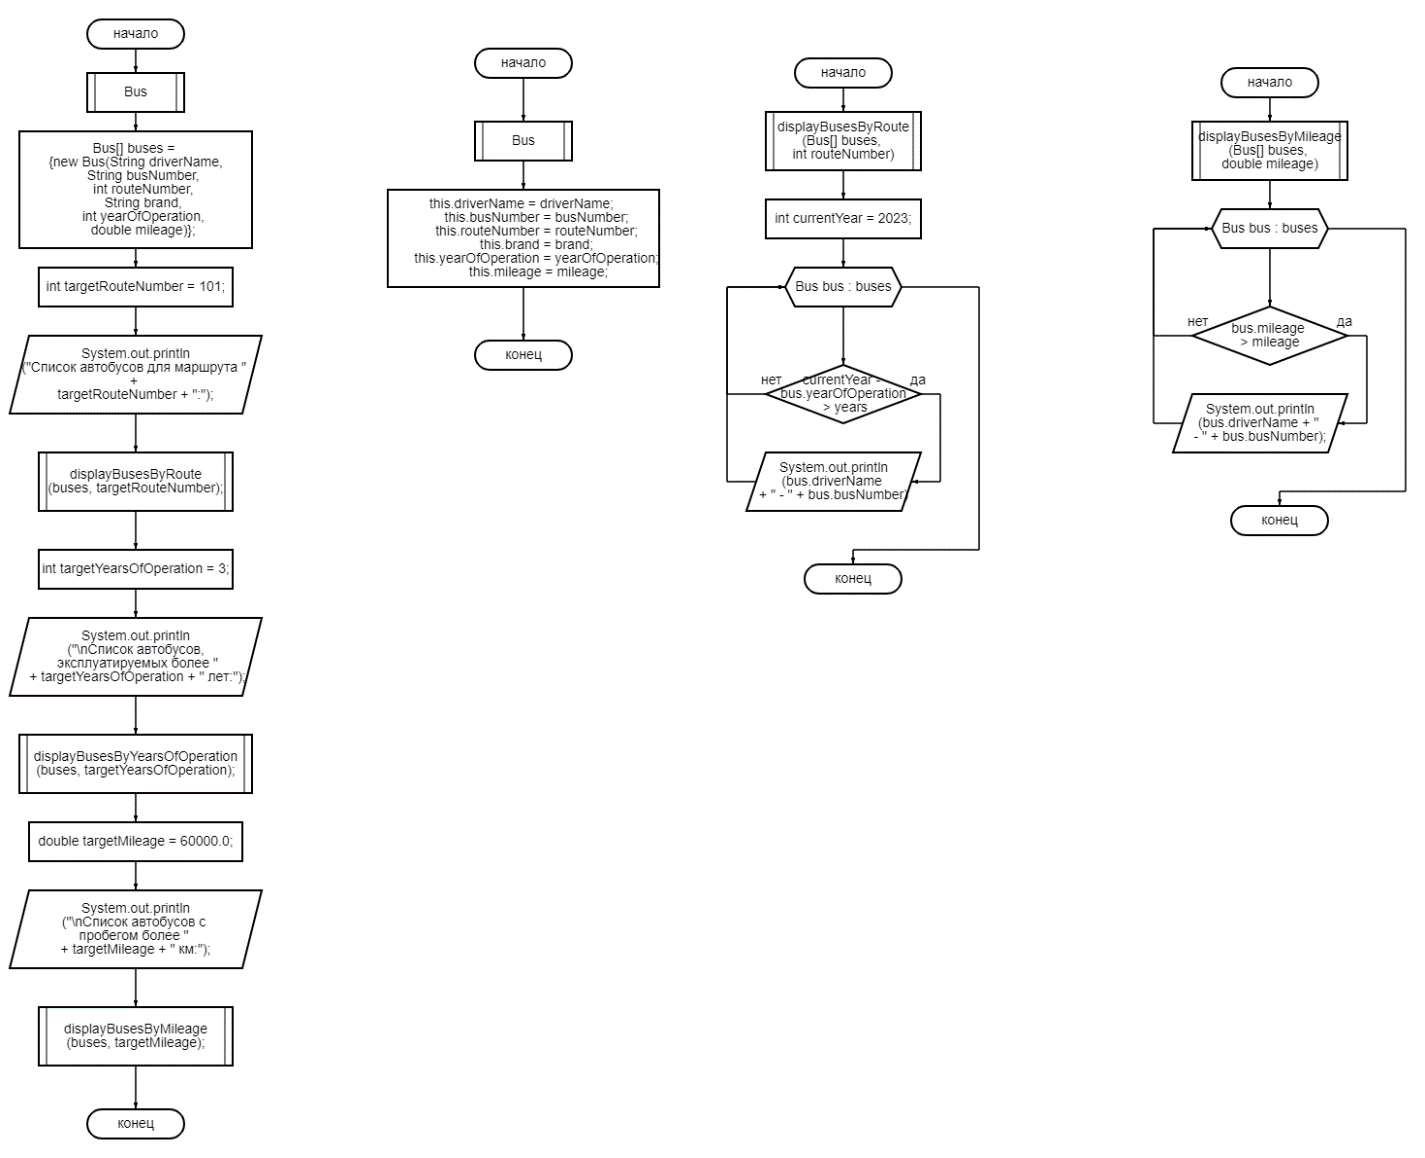 начало
Bus
Bus[] buses =
{new Bus(String driverName,
String busNumber,
int routeNumber,
String brand,
int yearOfOperation,
double mileage)};
int targetRouteNumber = 101;
System.out.println
("Список автобусов для маршрута "
+
targetRouteNumber + ":");
displayBusesByRoute
(buses, targetRouteNumber);
int targetYearsOfOperation = 3;
System.out.println
("\nСписок автобусов,
эксплуатируемых более "
+ targetYearsOfOperation + " лет:");
displayBusesByYearsOfOperation
(buses, targetYearsOfOperation);
double targetMileage = 60000.0;
System.out.println
("\nСписок автобусов с
пробегом более "
+ targetMileage + " км:");
displayBusesByMileage
(buses, targetMileage);
конец
начало
Bus
this.driverName = driverName;
this.busNumber = busNumber;
this.routeNumber = routeNumber;
this.brand = brand;
this.yearOfOperation = yearOfOperation;
this.mileage = mileage;
конец
начало
displayBusesByRoute
(Bus[] buses,
int routeNumber)
int currentYear = 2023;
Bus bus : buses
нет
currentYear -
bus.yearOfOperation
> years
да
System.out.println
(bus.driverName
+ " - " + bus.busNumber)
конец
начало
displayBusesByMileage
(Bus[] buses,
double mileage)
Bus bus : buses
нет
bus.mileage
> mileage
да
System.out.println
(bus.driverName + "
- " + bus.busNumber);
конец